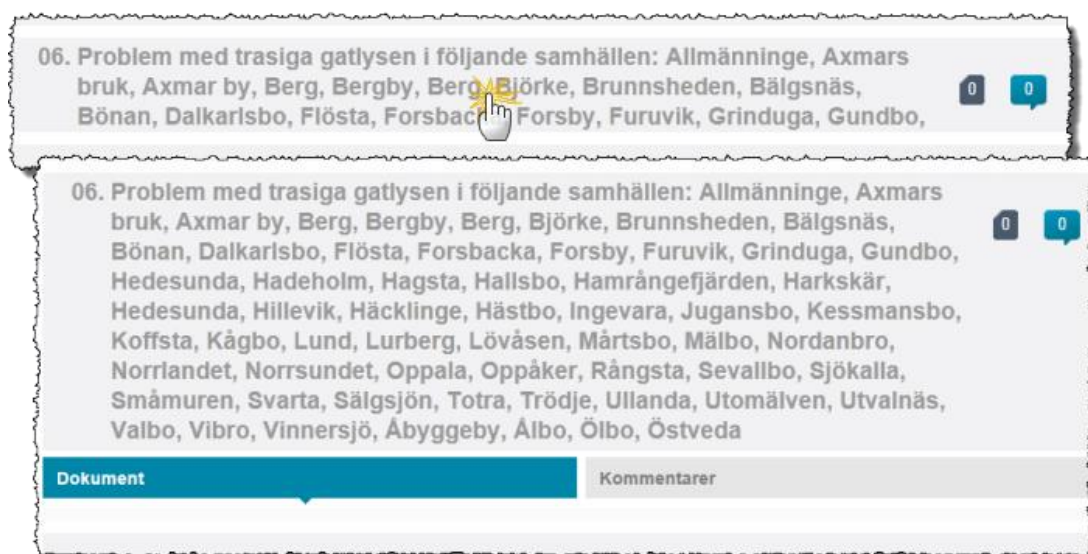 06. Problem med trasiga gatlysen i följande samhällen: Allmänninge, Axmars
bruk, Axmar by, Berg, Bergby, Berg, Björke, Brunnsheden, Bälgsnäs,
Bönan, Dalkarlsbo, Flösta, Forsbacka, Forsby, Furuvik, Grinduga, Gundbo,
0
0
06. Problem med trasiga gatlysen i följande samhällen: Allmänninge, Axmars
bruk, Axmar by, Berg, Bergby, Berg, Björke, Brunnsheden, Bälgsnäs,
Bönan, Dalkarlsbo, Flösta, Forsbacka, Forsby, Furuvik, Grinduga, Gundbo,
Hedesunda, Hadeholm, Hagsta, Hallsbo, Hamrångefjärden, Harkskär,
Hedesunda, Hillevik, Häcklinge, Hästbo, Ingevara, Jugansbo, Kessmansbo,
Koffsta, Kågbo, Lund, Lurberg, Lövåsen, Mårtsbo, Mälbo, Nordanbro,
Norrlandet, Norrsundet, Oppala, Oppåker, Rångsta, Sevallbo, Sjökalla,
Småmuren, Svarta, Sälgsjön, Totra, Trödje, Ullanda, Utomälven, Utvalnäs,
Valbo, Vibro, Vinnersjö, Åbyggeby, Ålbo, Ölbo, Östveda
0
0
Dokument
Kommentarer